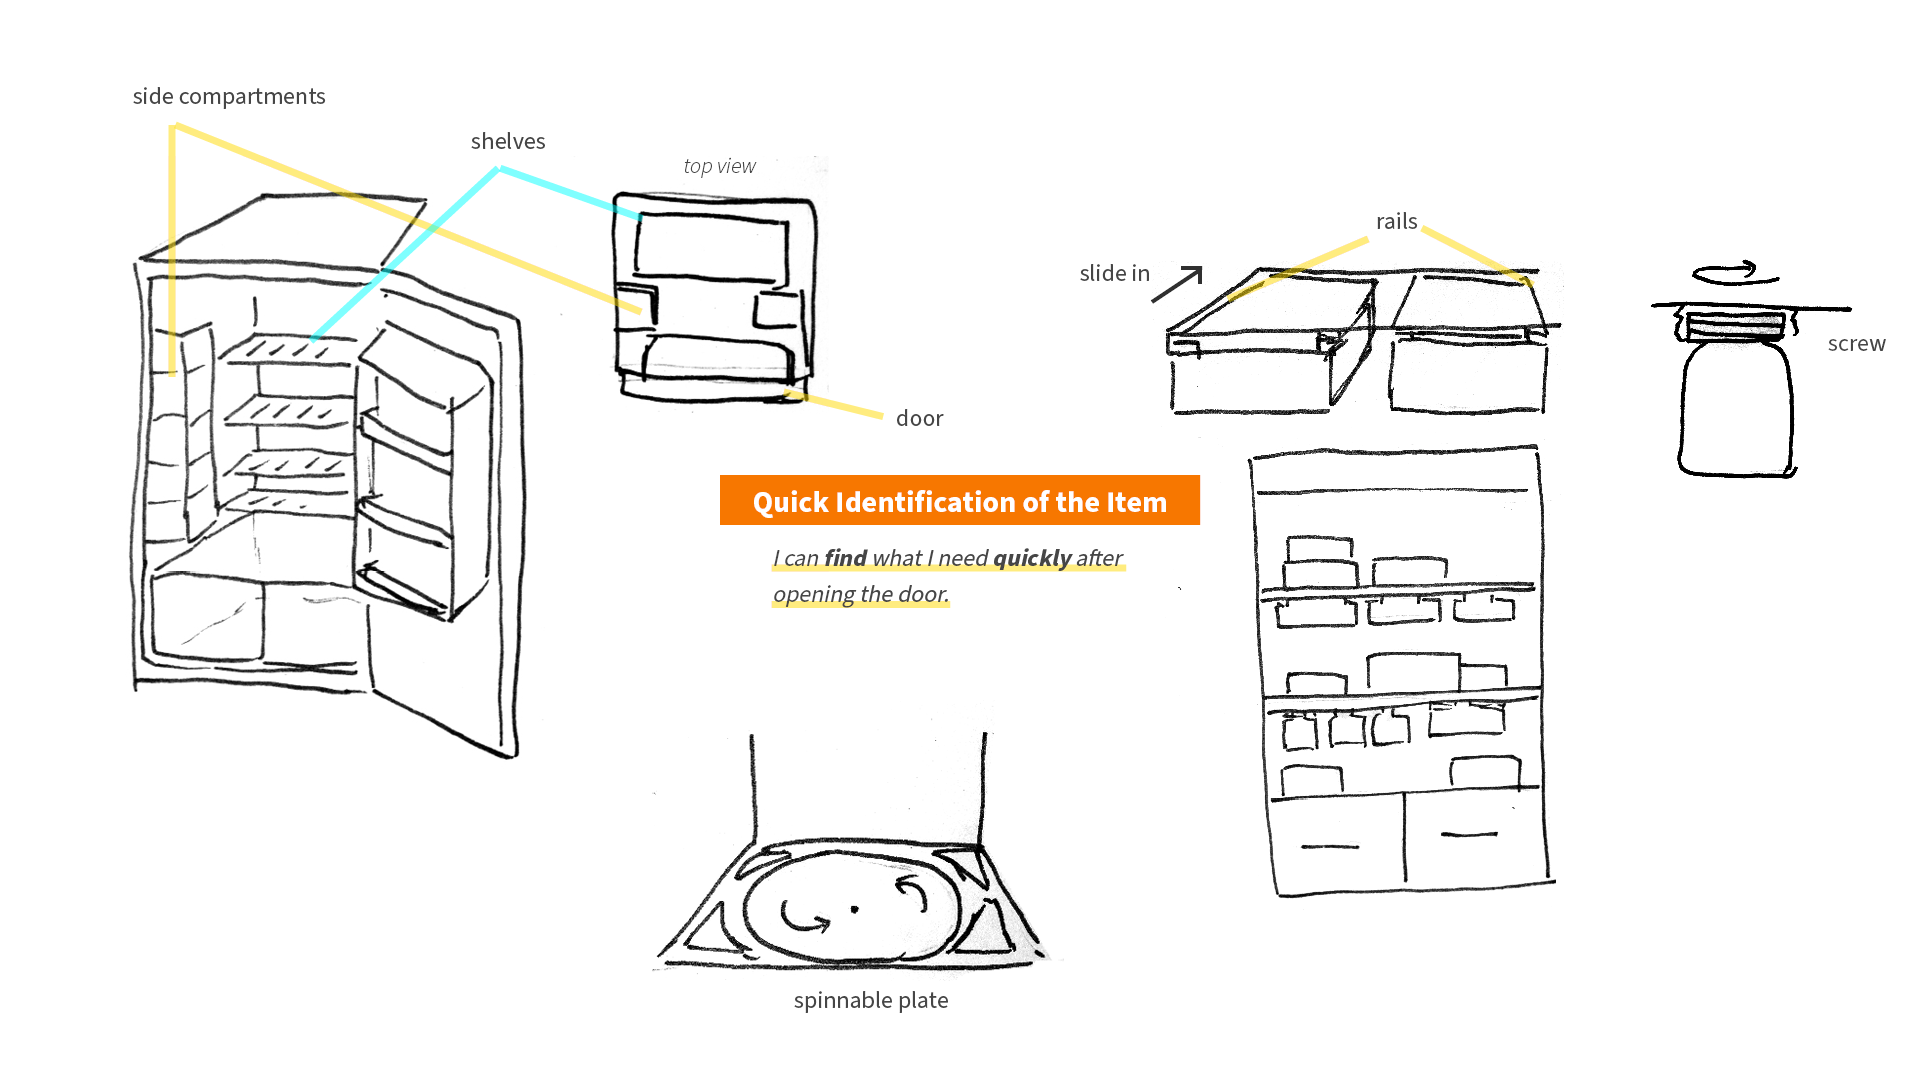 side compartments
shelves
top view
door
rails
slide in
screw
Quick Identification of the Item
I can find what I need quickly after
opening the door.
spinnable plate